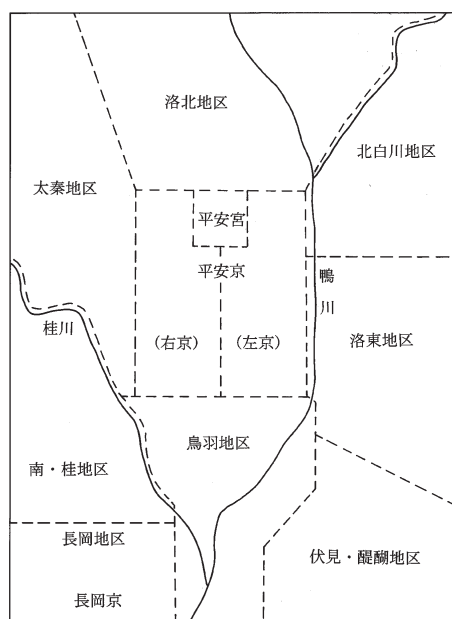 洛北地区
北白川地区
太秦地区
平安宮
平安京
鴨川
桂川
(右京)
(左京)
洛東地区
鳥羽地区
南・桂地区
長岡地区
伏見・醍醐地区
長岡京